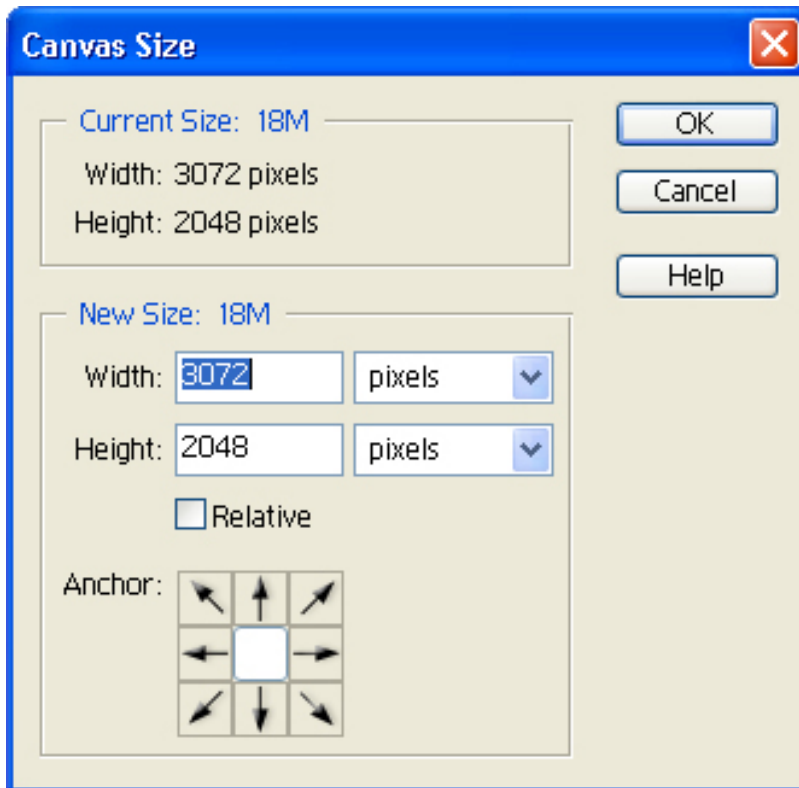 Canvas Size
Current Size: 18M
Width: 3072 pixels
Height: 2048 pixels
OK
Cancel
Help
New Size: 18M
Width: 3072 pixels
Height: 2048 pixels
Relative
Anchor: